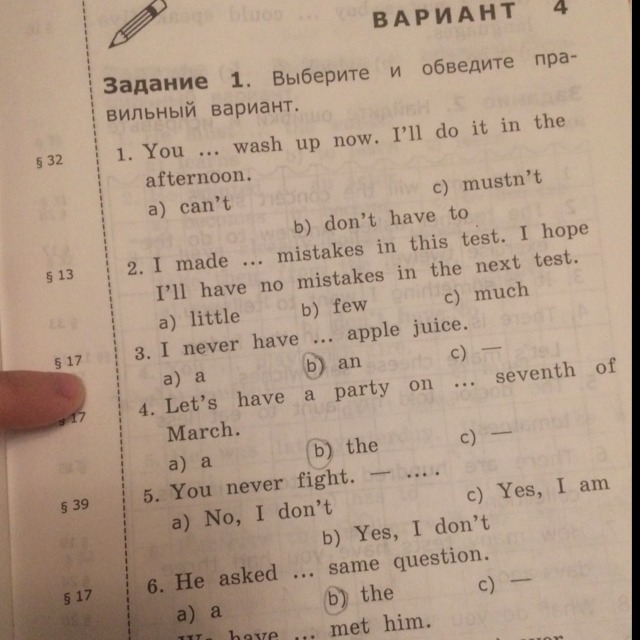 ВАРИАНТ 4
Задание 1. Выберите и обведите пра-
вильный вариант.
§ 32
1. You ... wash up now. I'll do it in the
afternoon.
a) can't b) don't have to c) mustn't
§ 13
2. I made ... mistakes in this test. I hope
I'll have no mistakes in the next test.
a) little b) few c) much
§ 17
3. I never have ... apple juice.
a) a b) an c) —
§ 17
4. Let's have a party on ... seventh of
March.
a) a b) the c) —
§ 39
5. You never fight. — ....
a) No, I don't b) Yes, I don't c) Yes, I am
§ 17
6. He asked ... same question.
a) a b) the c) —
have ... met him.